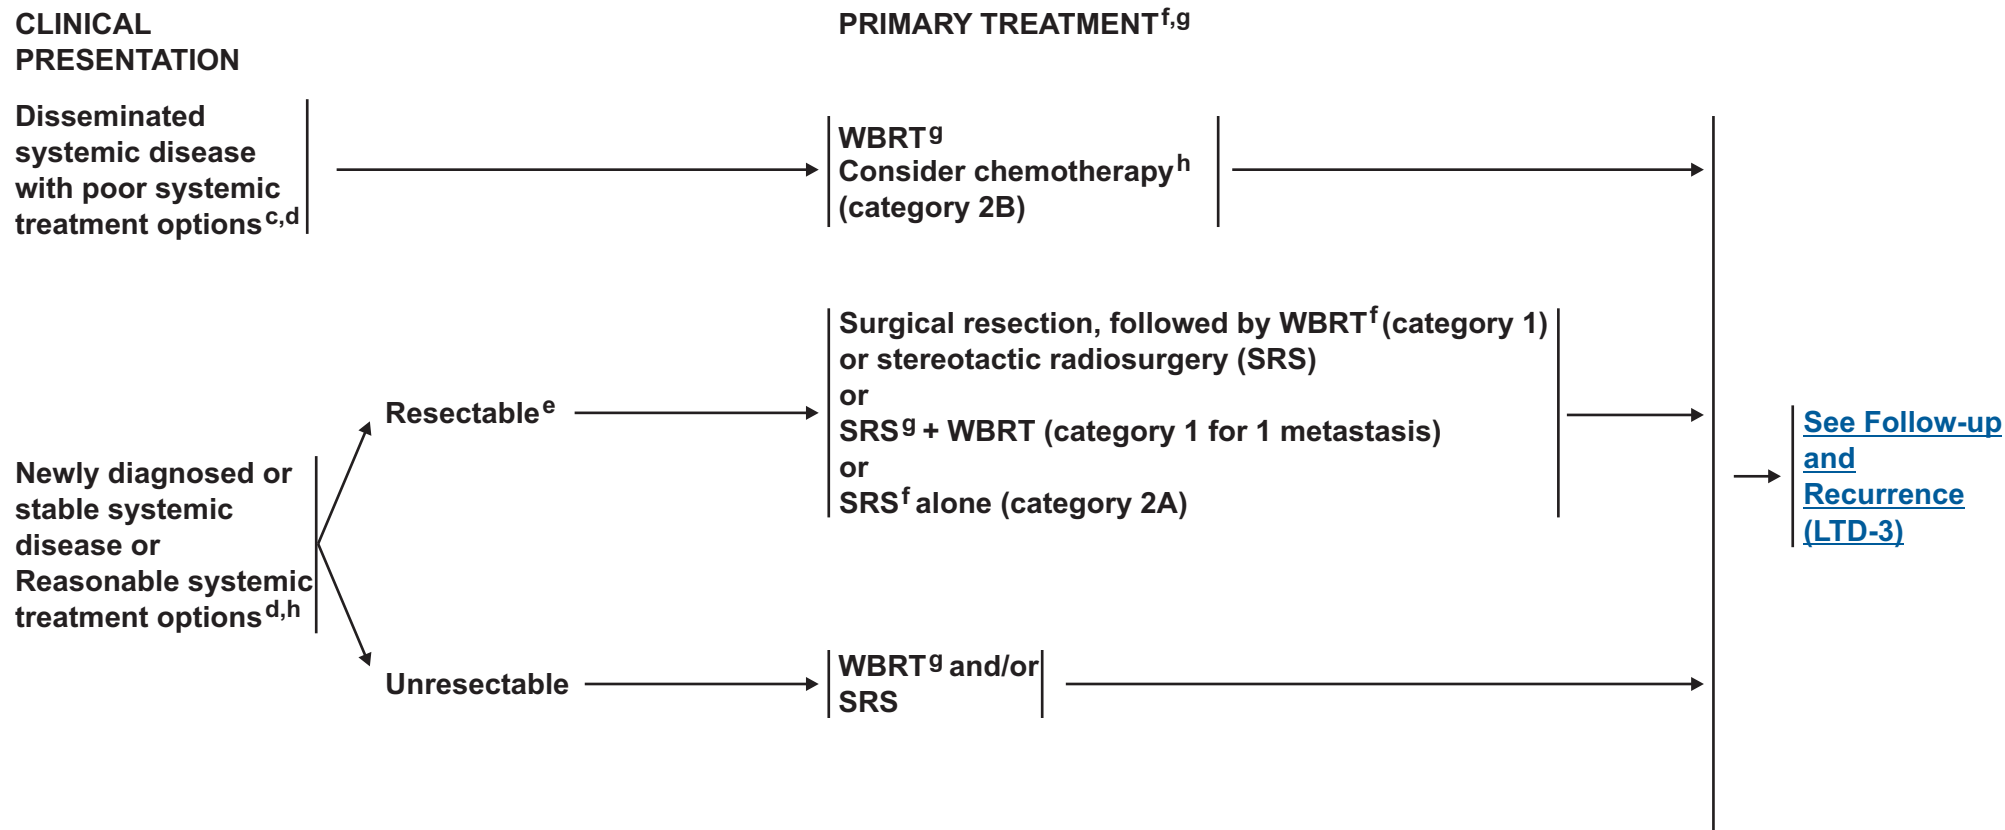 CLINICAL
PRESENTATION
PRIMARY TREATMENTf,g
Disseminated
systemic disease
with poor systemic
treatment optionsc,d
WBRTg
Consider chemotherapyh
(category 2B)
Newly diagnosed or
stable systemic
disease or
Reasonable systemic
treatment optionsd,h
Resectablee
Surgical resection, followed by WBRTf (category 1)
or stereotactic radiosurgery (SRS)
or
SRSg + WBRT (category 1 for 1 metastasis)
or
SRSf alone (category 2A)
Unresectable
WBRTg and/or
SRS
See Follow-up
and
Recurrence
(LTD-3)